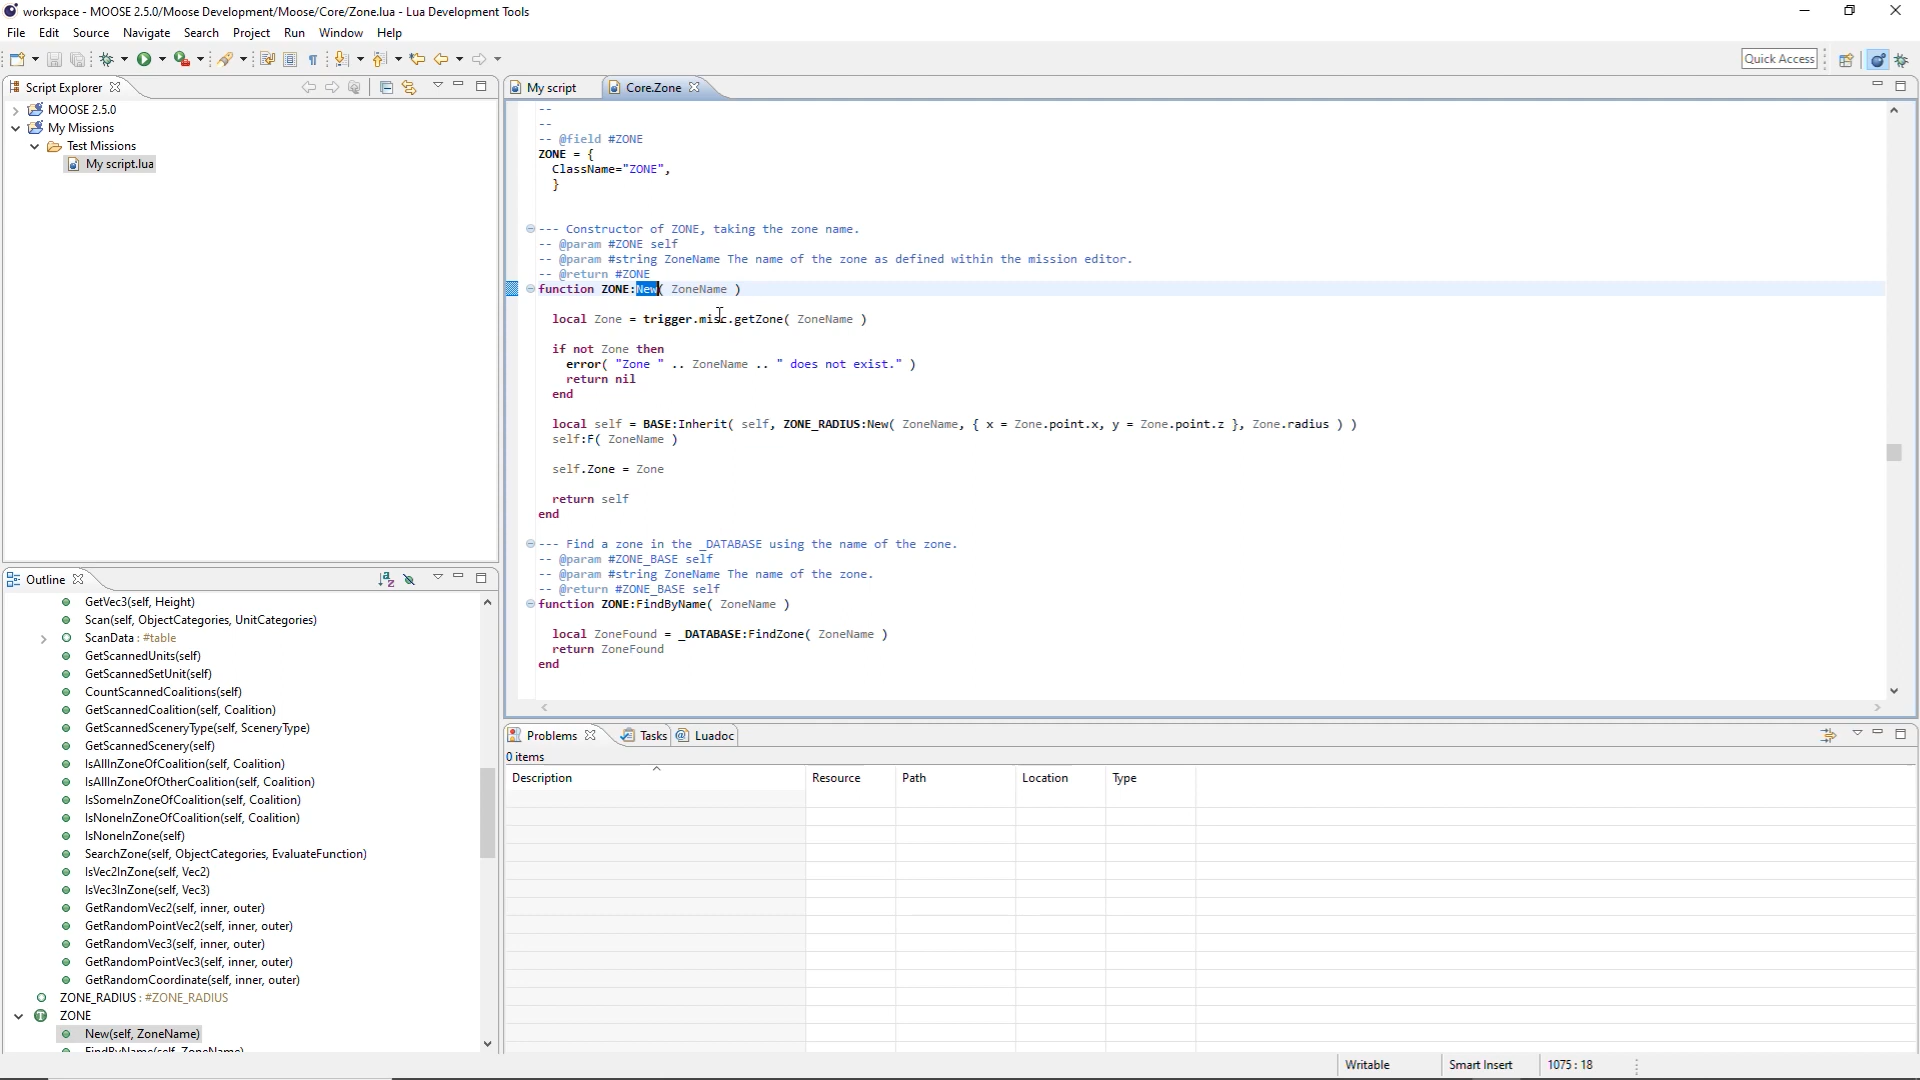 workspace - MOOSE 2.5.0/Moose Development/Moose/Core/Zone.lua - Lua Development Tools
File Edit Source Navigate Search Project Run Window Help
Quick Access
Script Explorer
MOOSE 2.5.0
My Missions
Test Missions
My script.lua
My script
Core.Zone
--
--
-- @field #ZONE
ZONE = {
ClassName="ZONE",
}
--- Constructor of ZONE, taking the zone name.
-- @param #ZONE self
-- @param #string ZoneName The name of the zone as defined within the mission editor.
-- @return #ZONE
function ZONE:New( ZoneName )
local Zone = trigger.misc.getZone( ZoneName )
if not Zone then
error( "Zone " .. ZoneName .. " does not exist." )
return nil
end
local self = BASE:Inherit( self, ZONE_RADIUS:New( ZoneName, { x = Zone.point.x, y = Zone.point.z }, Zone.radius ) )
self:F( ZoneName )
self.Zone = Zone
return self
end
--- Find a zone in the _DATABASE using the name of the zone.
-- @param #ZONE_BASE self
-- @param #string ZoneName The name of the zone.
-- @return #ZONE_BASE self
function ZONE:FindByName( ZoneName )
local ZoneFound = _DATABASE:FindZone( ZoneName )
return ZoneFound
end
Outline
GetVec3(self, Height)
Scan(self, ObjectCategories, UnitCategories)
ScanData : #table
GetScannedUnits(self)
GetScannedSetUnit(self)
CountScannedCoalitions(self)
GetScannedCoalition(self, Coalition)
GetScannedSceneryType(self, SceneryType)
GetScannedScenery(self)
IsAllInZoneOfCoalition(self, Coalition)
IsAllInZoneOfOtherCoalition(self, Coalition)
IsSomeInZoneOfCoalition(self, Coalition)
IsNoneInZoneOfCoalition(self, Coalition)
IsNoneInZone(self)
SearchZone(self, ObjectCategories, EvaluateFunction)
IsVec2InZone(self, Vec2)
IsVec3InZone(self, Vec3)
GetRandomVec2(self, inner, outer)
GetRandomPointVec2(self, inner, outer)
GetRandomVec3(self, inner, outer)
GetRandomPointVec3(self, inner, outer)
GetRandomCoordinate(self, inner, outer)
ZONE_RADIUS : #ZONE_RADIUS
ZONE
New(self, ZoneName)
FindByName(self, ZoneName)
Problems
Tasks
Luadoc
0 items
Description Resource Path Location Type
Writable Smart Insert 1075 : 18